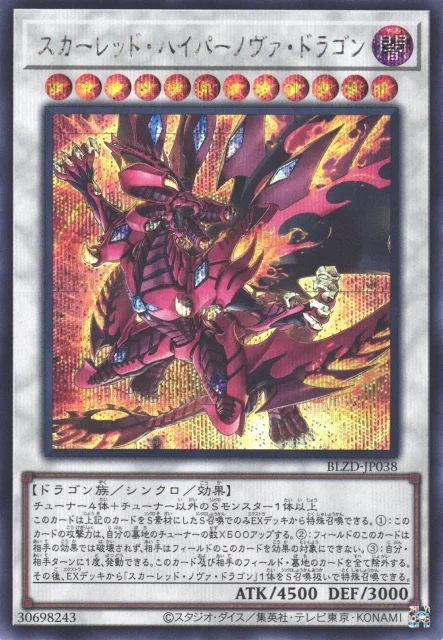 スカーレッド・ハイパーノヴァ・ドラゴン
闇
BLZD-JP038
【ドラゴン族／シンクロ／効果】
チューナー4体＋チューナー以外のSモンスター1体以上
このカードは上記のカードをS素材にしたS召喚でのみEXデッキから特殊召喚できる。①：こ
のカードの攻撃力は、自分の墓地のチューナーの数×500アップする。②：フィールドのこのカードは
相手の効果では破壊されず、相手はフィールドのこのカードを効果の対象にできない。③：自分・
相手ターンに1度、発動できる。このカード及び相手のフィールド・墓地のカードを全て除外する。
その後、EXデッキから「スカーレッド・ノヴァ・ドラゴン」1体をS召喚扱いで特殊召喚できる。
ATK/4500 DEF/3000
30698243
©スタジオ・ダイス／集英社・テレビ東京・KONAMI